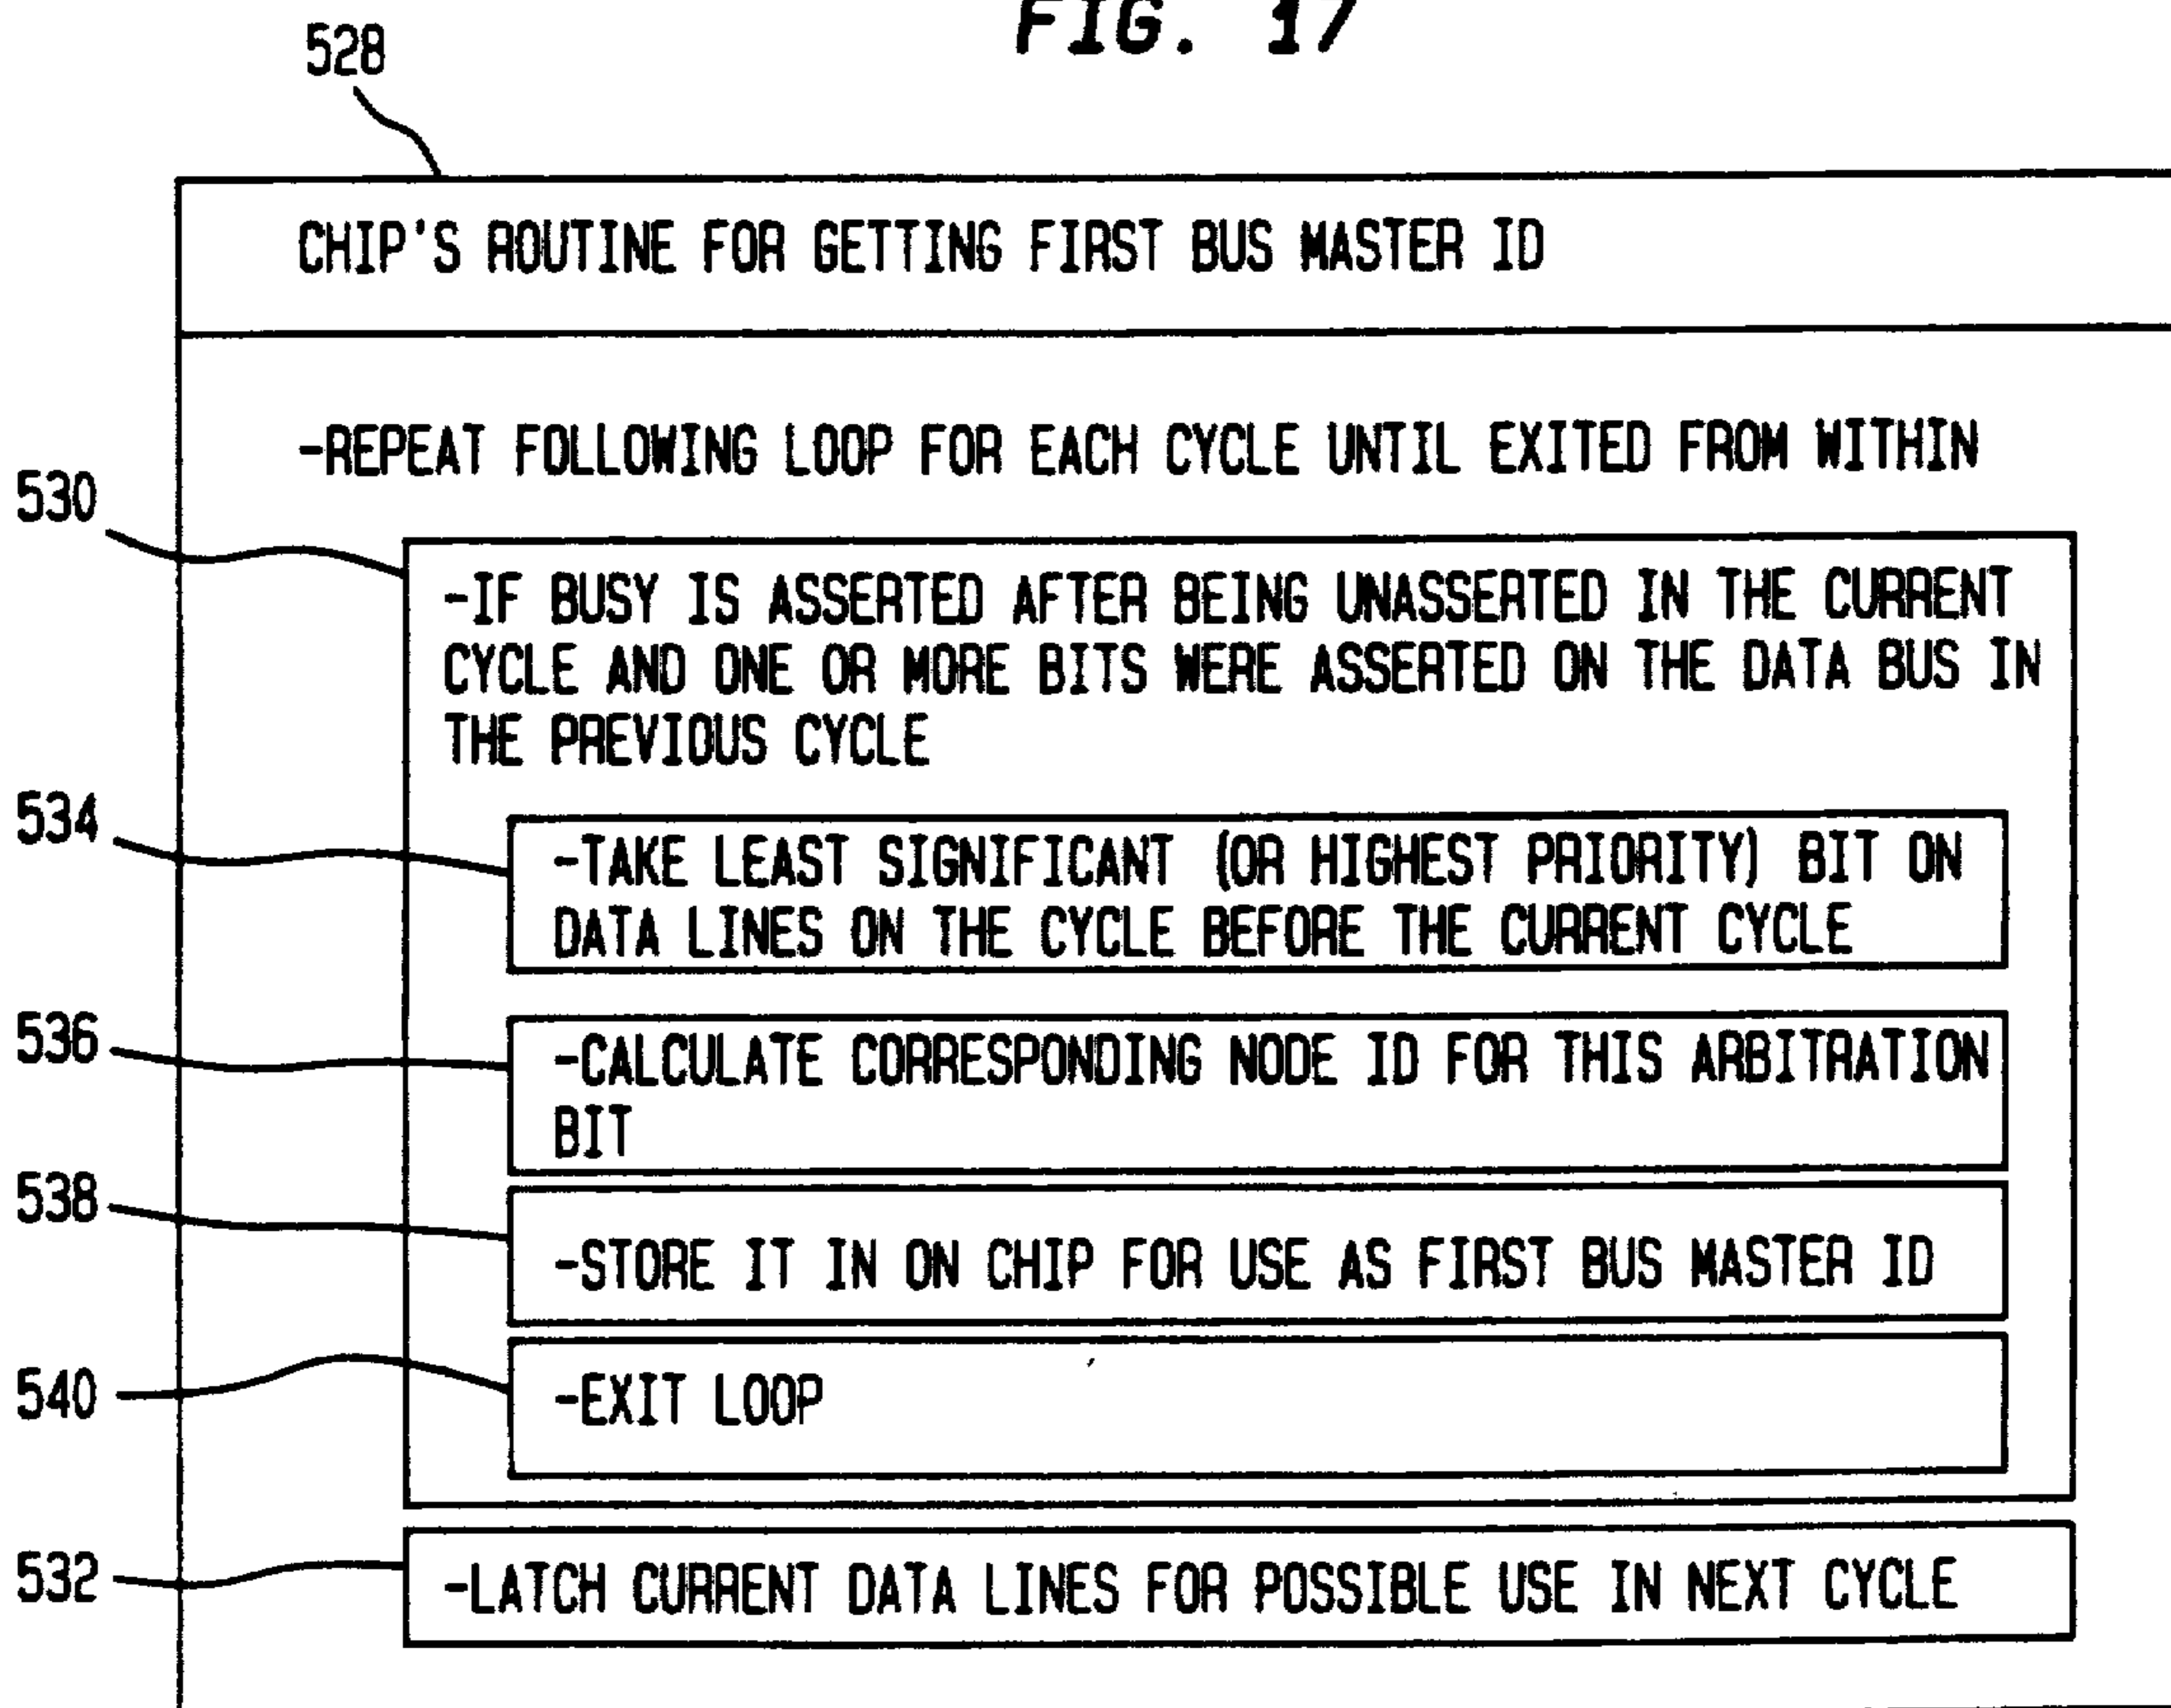 FIG. 17
528
CHIP'S ROUTINE FOR GETTING FIRST BUS MASTER ID
-REPEAT FOLLOWING LOOP FOR EACH CYCLE UNTIL EXITED FROM WITHIN
530
-IF BUSY IS ASSERTED AFTER BEING UNASSERTED IN THE CURRENT
CYCLE AND ONE OR MORE BITS WERE ASSERTED ON THE DATA BUS IN
THE PREVIOUS CYCLE
534
-TAKE LEAST SIGNIFICANT (OR HIGHEST PRIORITY) BIT ON
DATA LINES ON THE CYCLE BEFORE THE CURRENT CYCLE
536
-CALCULATE CORRESPONDING NODE ID FOR THIS ARBITRATION
BIT
538
-STORE IT IN ON CHIP FOR USE AS FIRST BUS MASTER ID
540
-EXIT LOOP
532
-LATCH CURRENT DATA LINES FOR POSSIBLE USE IN NEXT CYCLE